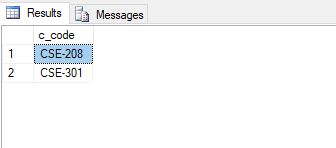 Results Messages
c_code
1 CSE-208
2 CSE-301